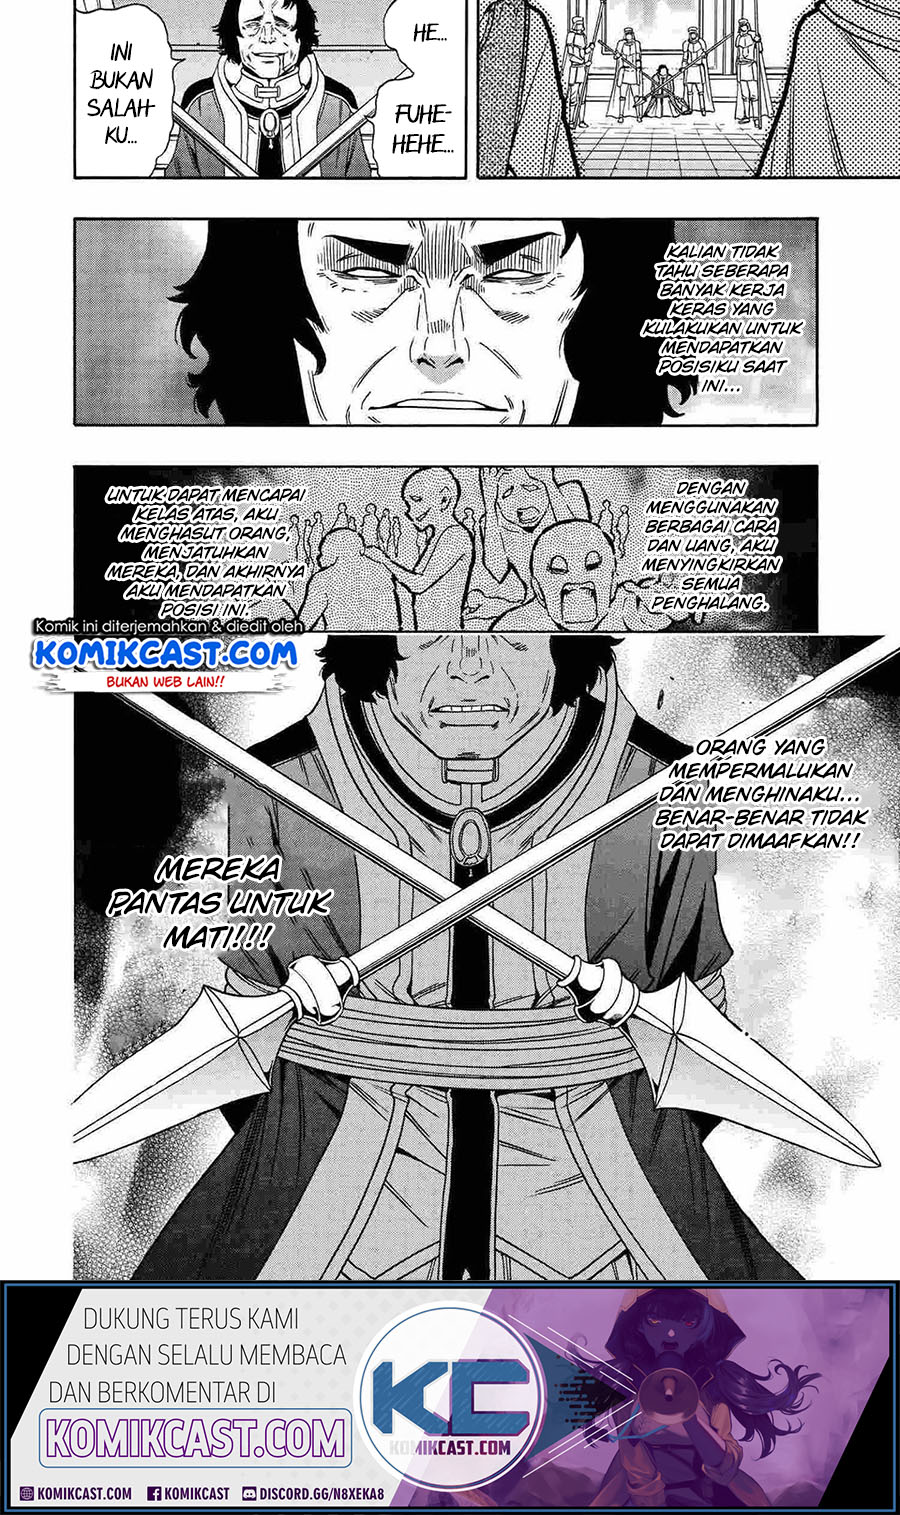 HE...
FUHE-
HEHE...
INI
BUKAN
SALAH-
KU...
KALIAN TIDAK
TAHU SEBERAPA
BANYAK KERJA
KERAS YANG
KULAKUKAN UNTUK
MENDAPATKAN
POSISIKU SAAT
INI...
DENGAN
MENGGUNAKAN
BERBAGAI CARA
DAN UANG, AKU
MENYINGKIRKAN
SEMUA
PENGHALANG.
UNTUK DAPAT MENCAPAI
KELAS ATAS, AKU
MENGHASUT ORANG,
MENJATUHKAN
MEREKA, DAN AKHIRNYA
AKU MENDAPATKAN
POSISI INI.
Komik ini diterjemahkan & diedit oleh
KOMIKCAST.COM
BUKAN WEB LAIN!!
ORANG YANG
MEMPERMALUKAN
DAN MENGHINAKU...
BENAR-BENAR TIDAK
DAPAT DIMAAFKAN!!
MEREKA
PANTAS UNTUK
MATI!!!
DUKUNG TERUS KAMI
DENGAN SELALU MEMBACA
DAN BERKOMENTAR DI
KOMIKCAST.COM
KC
KOMIKCAST.COM
KOMIKCAST.COM KOMIKCAST DISCORD.GG/N8XEKA8